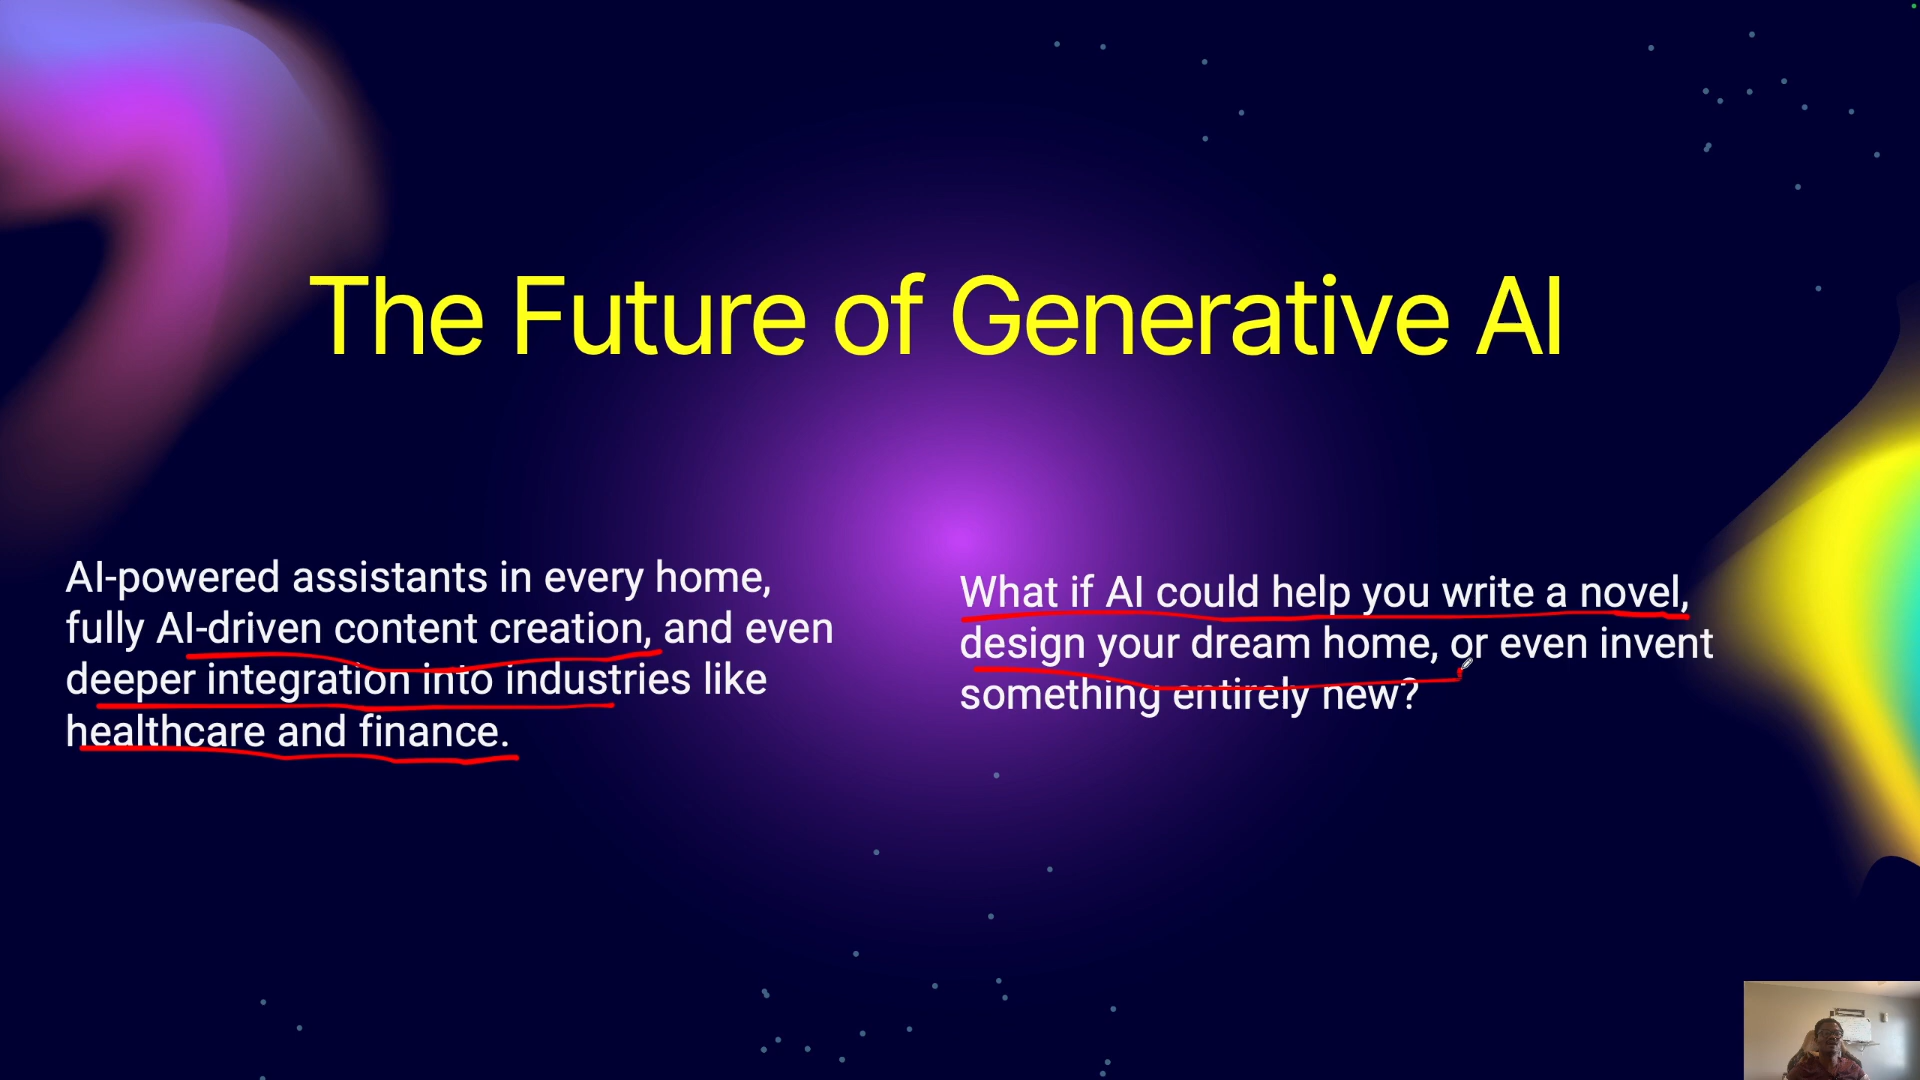 The Future of Generative AI
AI-powered assistants in every home,
fully AI-driven content creation, and even
deeper integration into industries like
healthcare and finance.
What if AI could help you write a novel,
design your dream home, or even invent
something entirely new?